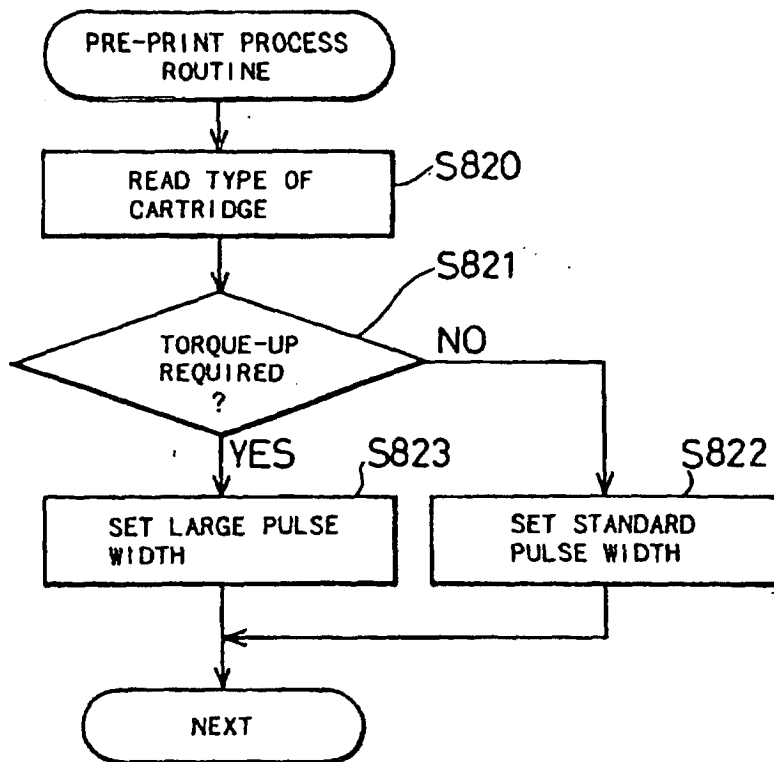 PRE-PRINT PROCESS
ROUTINE
READ TYPE OF
CARTRIDGE
S820
S821
TORQUE-UP
REQUIRED
?
NO
YES
S823
S822
SET LARGE PULSE
WIDTH
SET STANDARD
PULSE WIDTH
NEXT